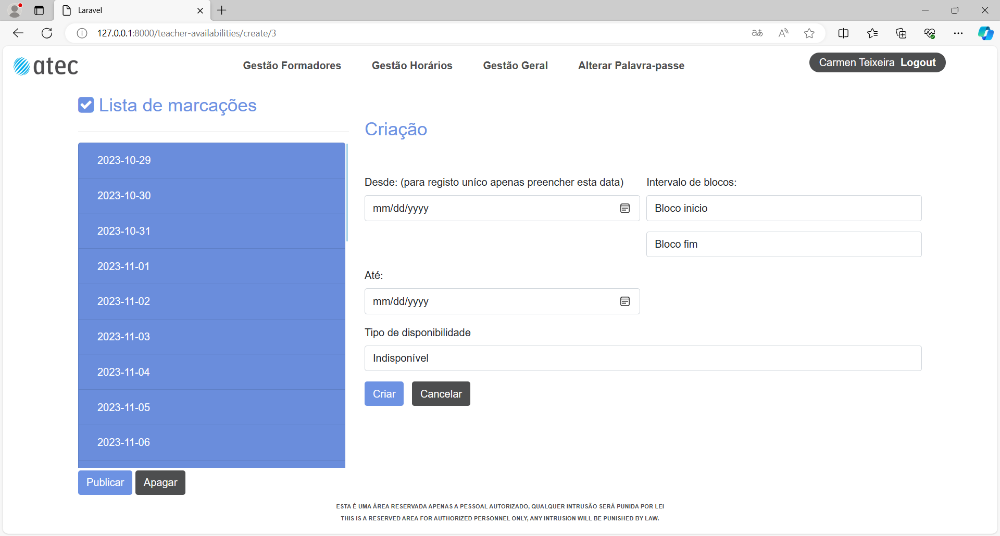 Laravel
127.0.0.1:8000/teacher-availabilities/create/3
aあ
atec
Gestão Formadores
Gestão Horários
Gestão Geral
Alterar Palavra-passe
Carmen Teixeira Logout
Lista de marcações
2023-10-29
2023-10-30
2023-10-31
2023-11-01
2023-11-02
2023-11-03
2023-11-04
2023-11-05
2023-11-06
Publicar
Apagar
Criação
Desde: (para registo uníco apenas preencher esta data)
mm/dd/yyyy
Intervalo de blocos:
Bloco inicio
Bloco fim
Até:
mm/dd/yyyy
Tipo de disponibilidade
Indisponível
Criar
Cancelar
ESTA É UMA ÁREA RESERVADA APENAS A PESSOAL AUTORIZADO, QUALQUER INTRUSÃO SERÁ PUNIDA POR LEI
THIS IS A RESERVED AREA FOR AUTHORIZED PERSONNEL ONLY, ANY INTRUSION WILL BE PUNISHED BY LAW.